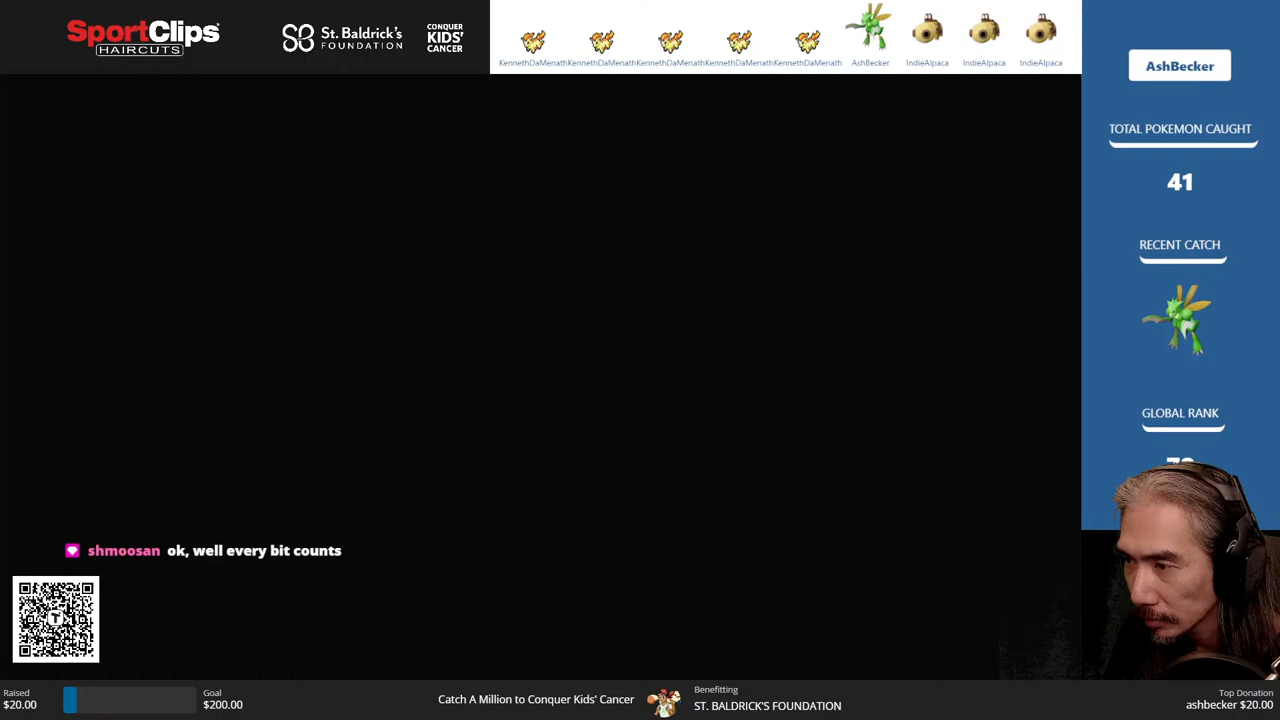 SportClips
HAIRCUTS
St. Baldrick's
FOUNDATION
CONQUER
KIDS'
CANCER
KennethDaMenath KennethDaMenath KennethDaMenath KennethDaMenath KennethDaMenath AshBecker IndieAlpaca IndieAlpaca IndieAlpaca
AshBecker
TOTAL POKEMON CAUGHT
41
RECENT CATCH
GLOBAL RANK
shmoosan ok, well every bit counts
Raised
$20.00
Goal
$200.00
Catch A Million to Conquer Kids' Cancer
Benefitting
ST. BALDRICK'S FOUNDATION
Top Donation
ashbecker $20.00